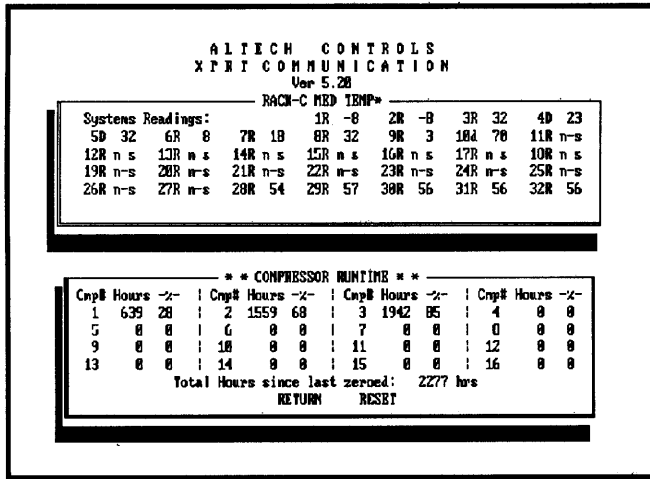 ALTECH CONTROLS
XPRT COMMUNICATION
Ver 5.20
RACK-C MED TEMP*
Systems Readings: 1R -8 2R -8 3R 32 4D 23
5D 32 6R 8 7R 18 8R 32 9R 3 10d 70 11R n-s
12R n s 13R n s 14R n s 15R n s 16R n-s 17R n s 18R n s
19R n-s 20R n-s 21R n-s 22R n-s 23R n-s 24R n-s 25R n-s
26R n-s 27R n-s 28R 54 29R 57 30R 56 31R 56 32R 56
* * COMPRESSOR RUNTIME * *
Cmp# Hours -%- | Cmp# Hours -%- | Cmp# Hours -%- | Cmp# Hours -%-
1 639 28 | 2 1559 68 | 3 1942 85 | 4 0 0
5 0 0 | 6 0 0 | 7 0 0 | 8 0 0
9 0 0 | 10 0 0 | 11 0 0 | 12 0 0
13 0 0 | 14 0 0 | 15 0 0 | 16 0 0
Total Hours since last zeroed: 2277 hrs
RETURN RESET